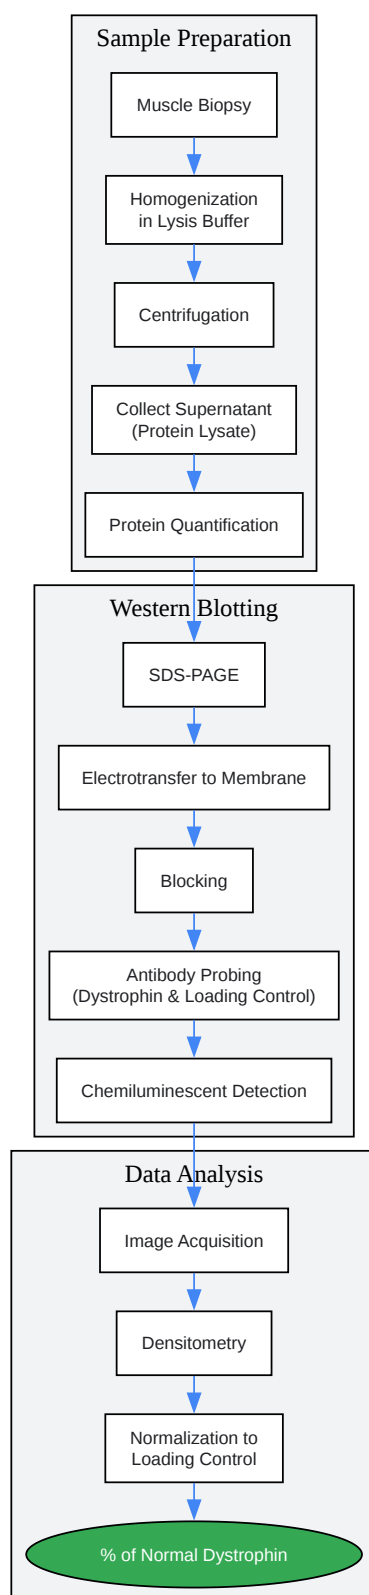 Sample Preparation
Muscle Biopsy
Homogenization
in Lysis Buffer
Centrifugation
Collect Supernatant
(Protein Lysate)
Protein Quantification
Western Blotting
SDS-PAGE
Electrotransfer to Membrane
Blocking
Antibody Probing
(Dystrophin & Loading Control)
Chemiluminescent Detection
Data Analysis
Image Acquisition
Densitometry
Normalization to
Loading Control
% of Normal Dystrophin